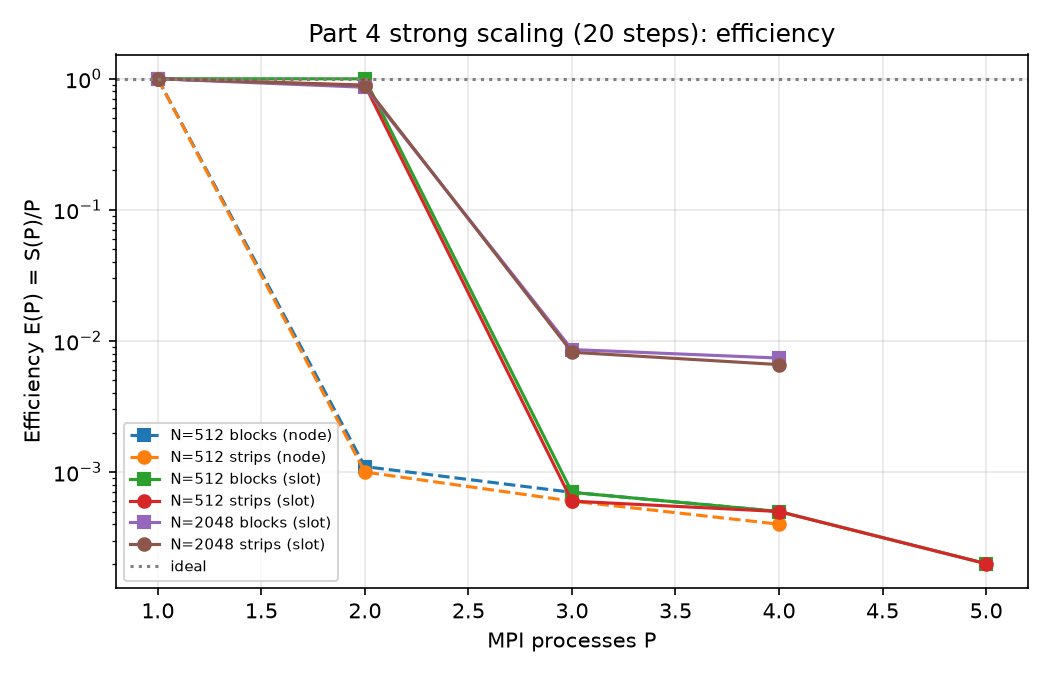 Part 4 strong scaling (20 steps): efficiency
Efficiency E(P) = S(P)/P
10⁰
10⁻¹
10⁻²
10⁻³
N=512 blocks (node)
N=512 strips (node)
N=512 blocks (slot)
N=512 strips (slot)
N=2048 blocks (slot)
N=2048 strips (slot)
ideal
1.0 1.5 2.0 2.5 3.0 3.5 4.0 4.5 5.0
MPI processes P